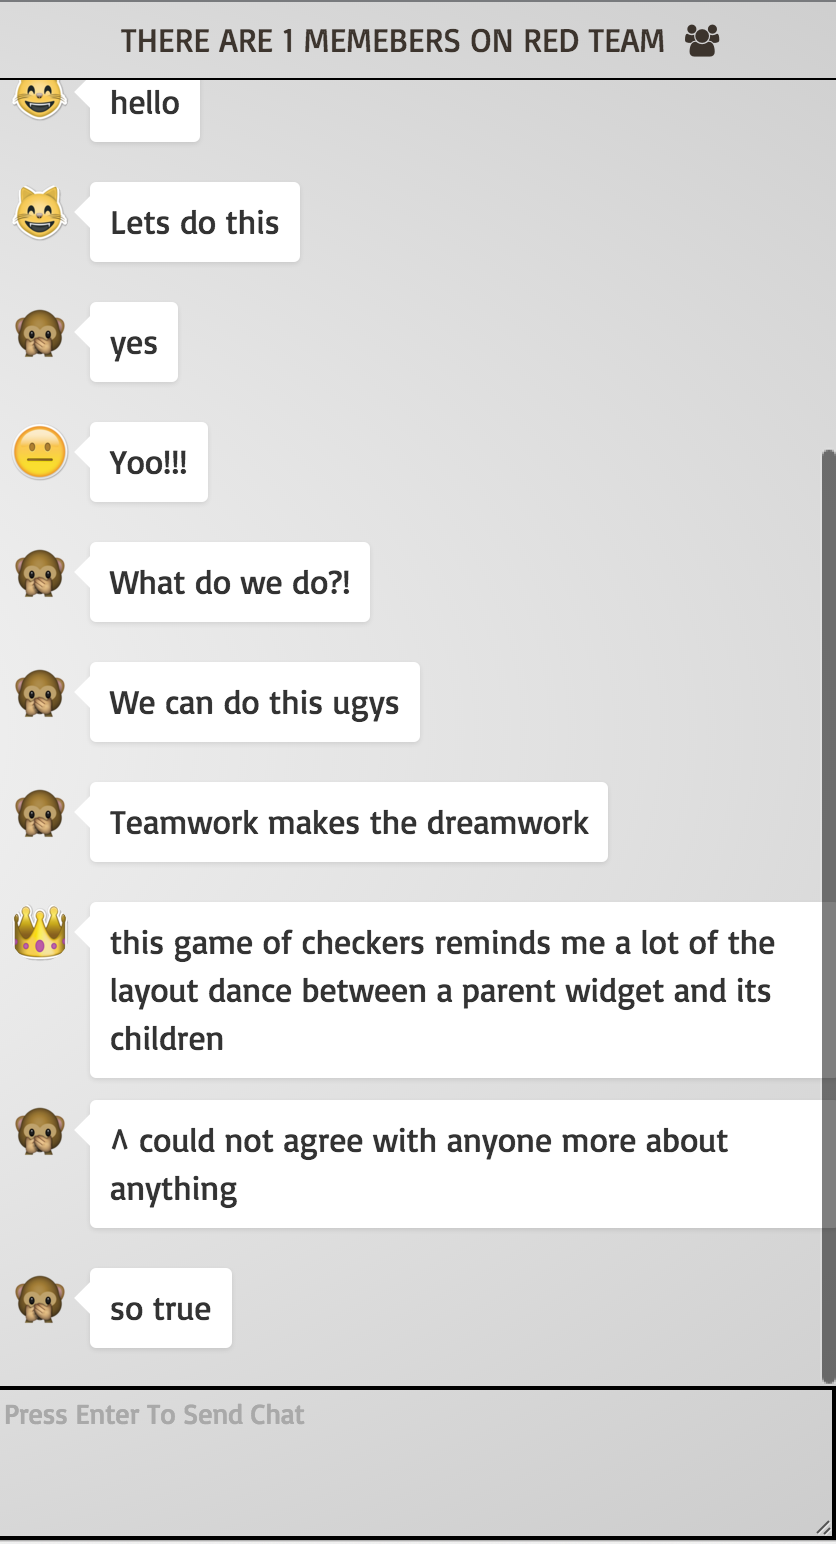 THERE ARE 1 MEMEBERS ON RED TEAM
hello
Lets do this
yes
Yoo!!!
What do we do?!
We can do this ugys
Teamwork makes the dreamwork
this game of checkers reminds me a lot of the
layout dance between a parent widget and its
children
^ could not agree with anyone more about
anything
so true
Press Enter To Send Chat